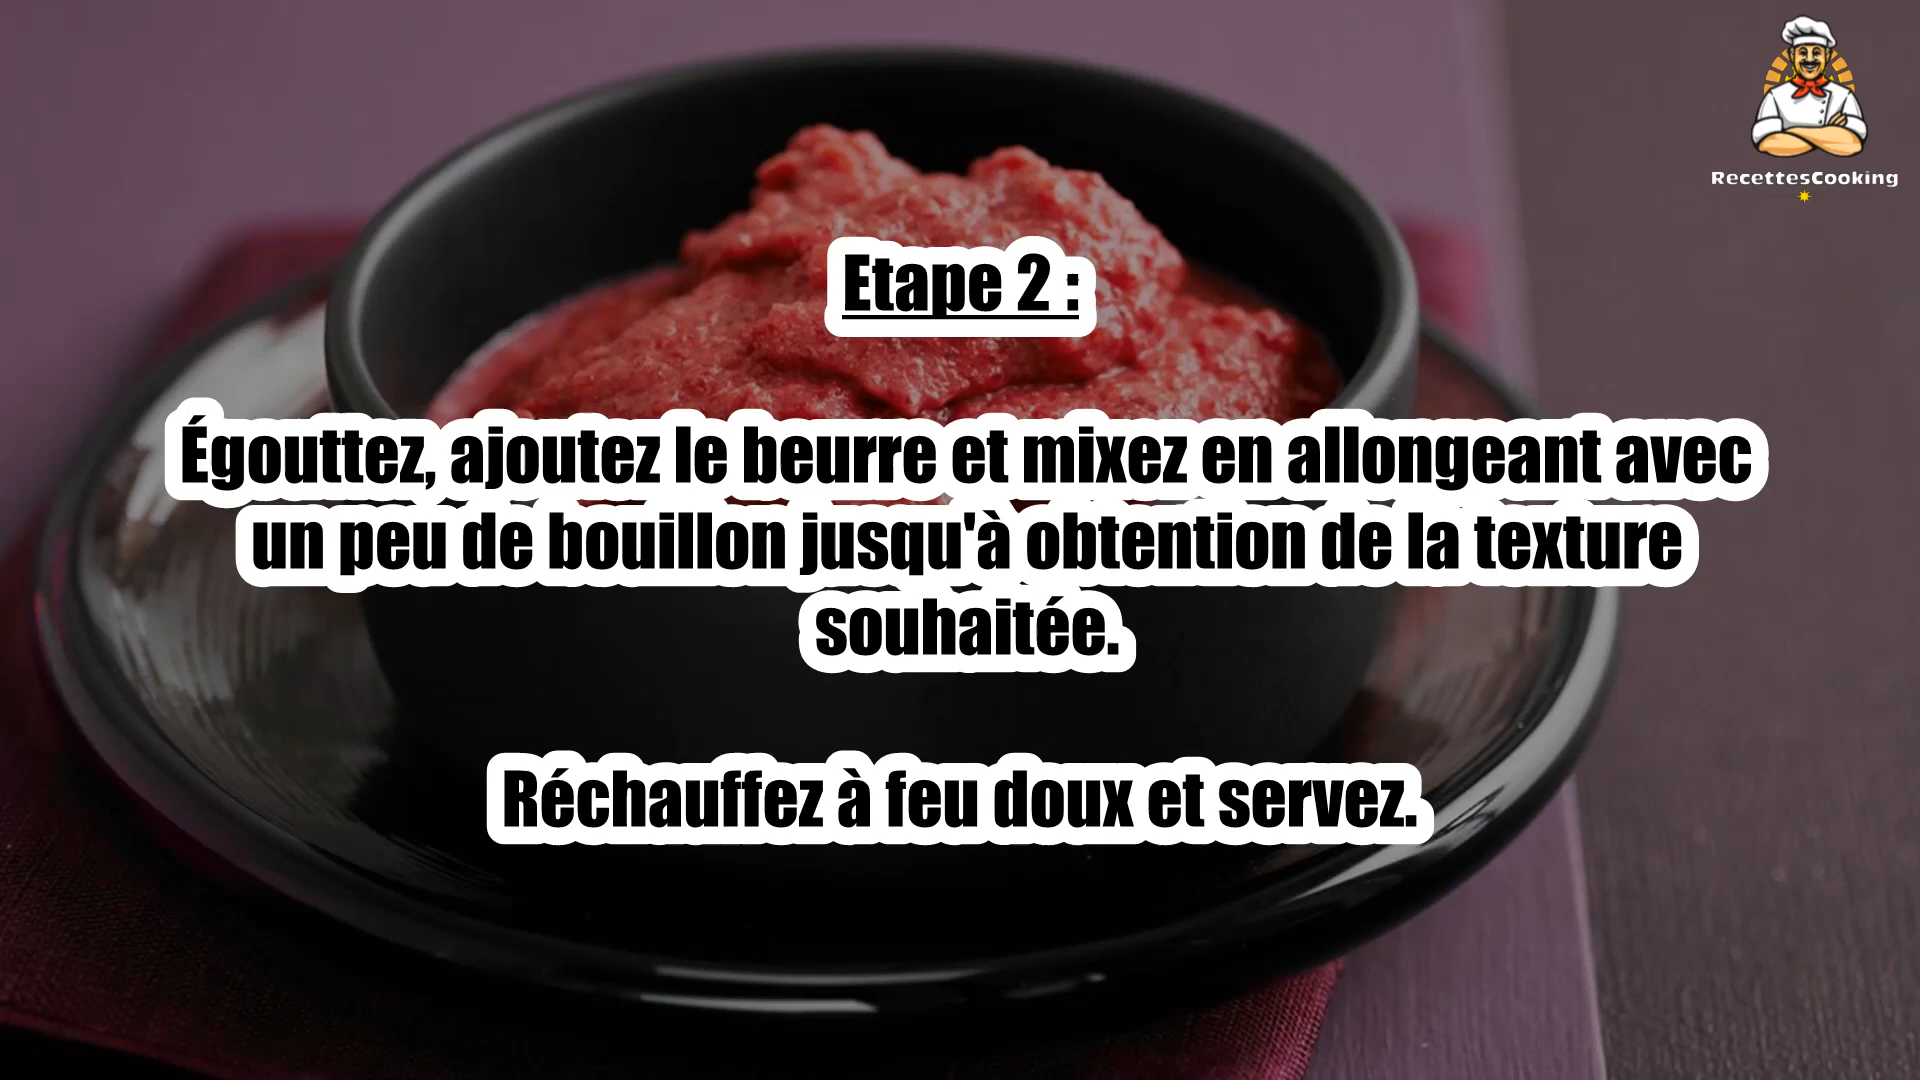 RecettesCooking
Etape 2 :
Égouttez, ajoutez le beurre et mixez en allongeant avec
un peu de bouillon jusqu'à obtention de la texture
souhaitée.
Réchauffez à feu doux et servez.